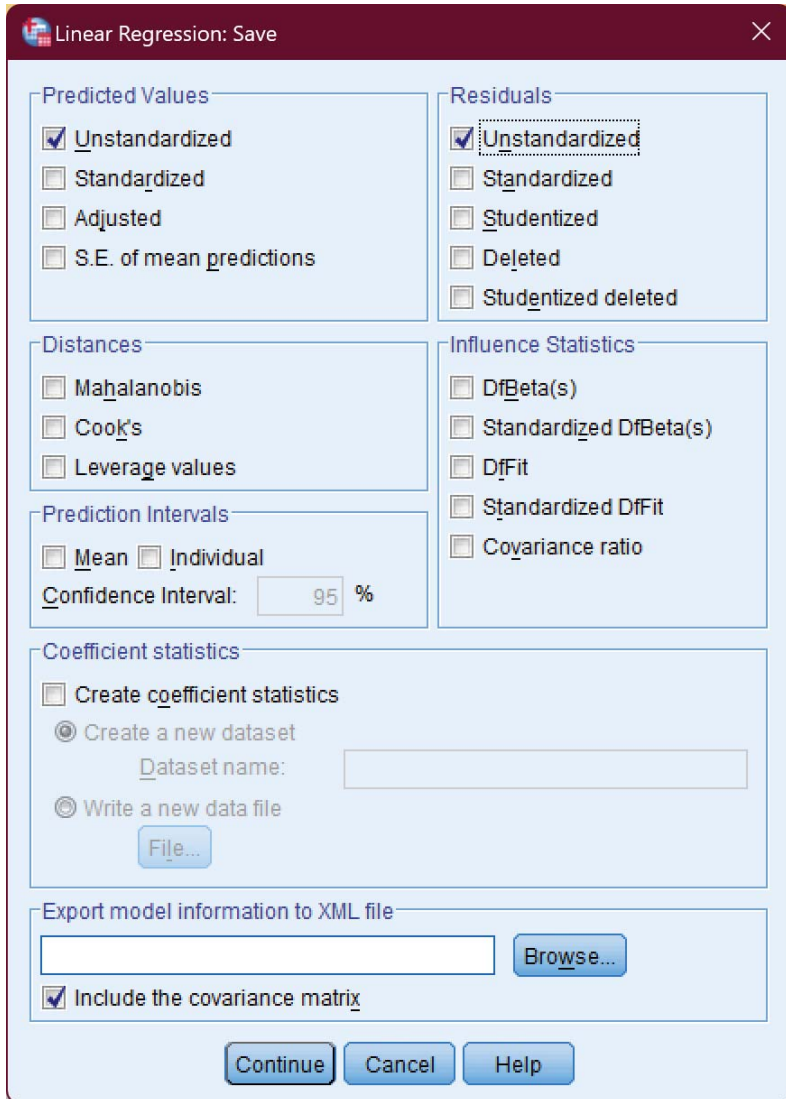 Linear Regression: Save
Predicted Values
Unstandardized
Standardized
Adjusted
S.E. of mean predictions
Residuals
Unstandardized
Standardized
Studentized
Deleted
Studentized deleted
Distances
Mahalanobis
Cook's
Leverage values
Influence Statistics
DfBeta(s)
Standardized DfBeta(s)
DfFit
Standardized DfFit
Covariance ratio
Prediction Intervals
Mean Individual
Confidence Interval: 95 %
Coefficient statistics
Create coefficient statistics
Create a new dataset
Dataset name:
Write a new data file
File...
Export model information to XML file
Browse...
Include the covariance matrix
Continue Cancel Help